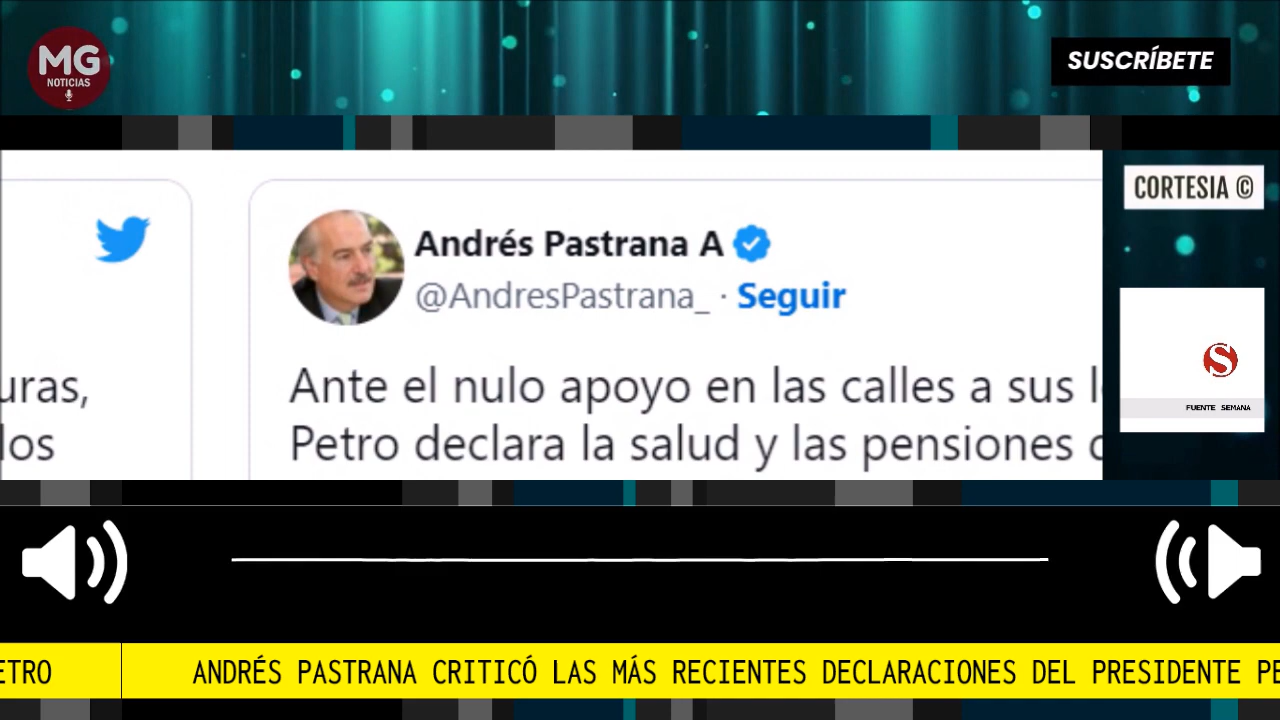 MG
NOTICIAS
SUSCRÍBETE
CORTESIA ©
Andrés Pastrana A
@AndresPastrana_ · Seguir
uras,
los
Ante el nulo apoyo en las calles a sus
Petro declara la salud y las pensiones
S
FUENTE SEMANA
ETRO
ANDRÉS PASTRANA CRITICÓ LAS MÁS RECIENTES DECLARACIONES DEL PRESIDENTE PE